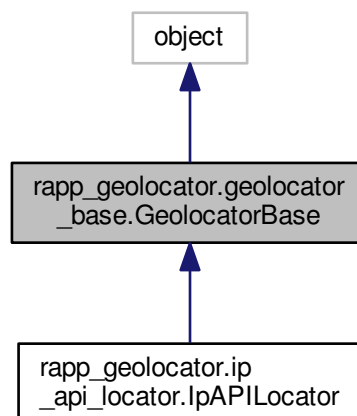 object
rapp_geolocator.geolocator
_base.GeolocatorBase
rapp_geolocator.ip
_api_locator.IpAPILocator